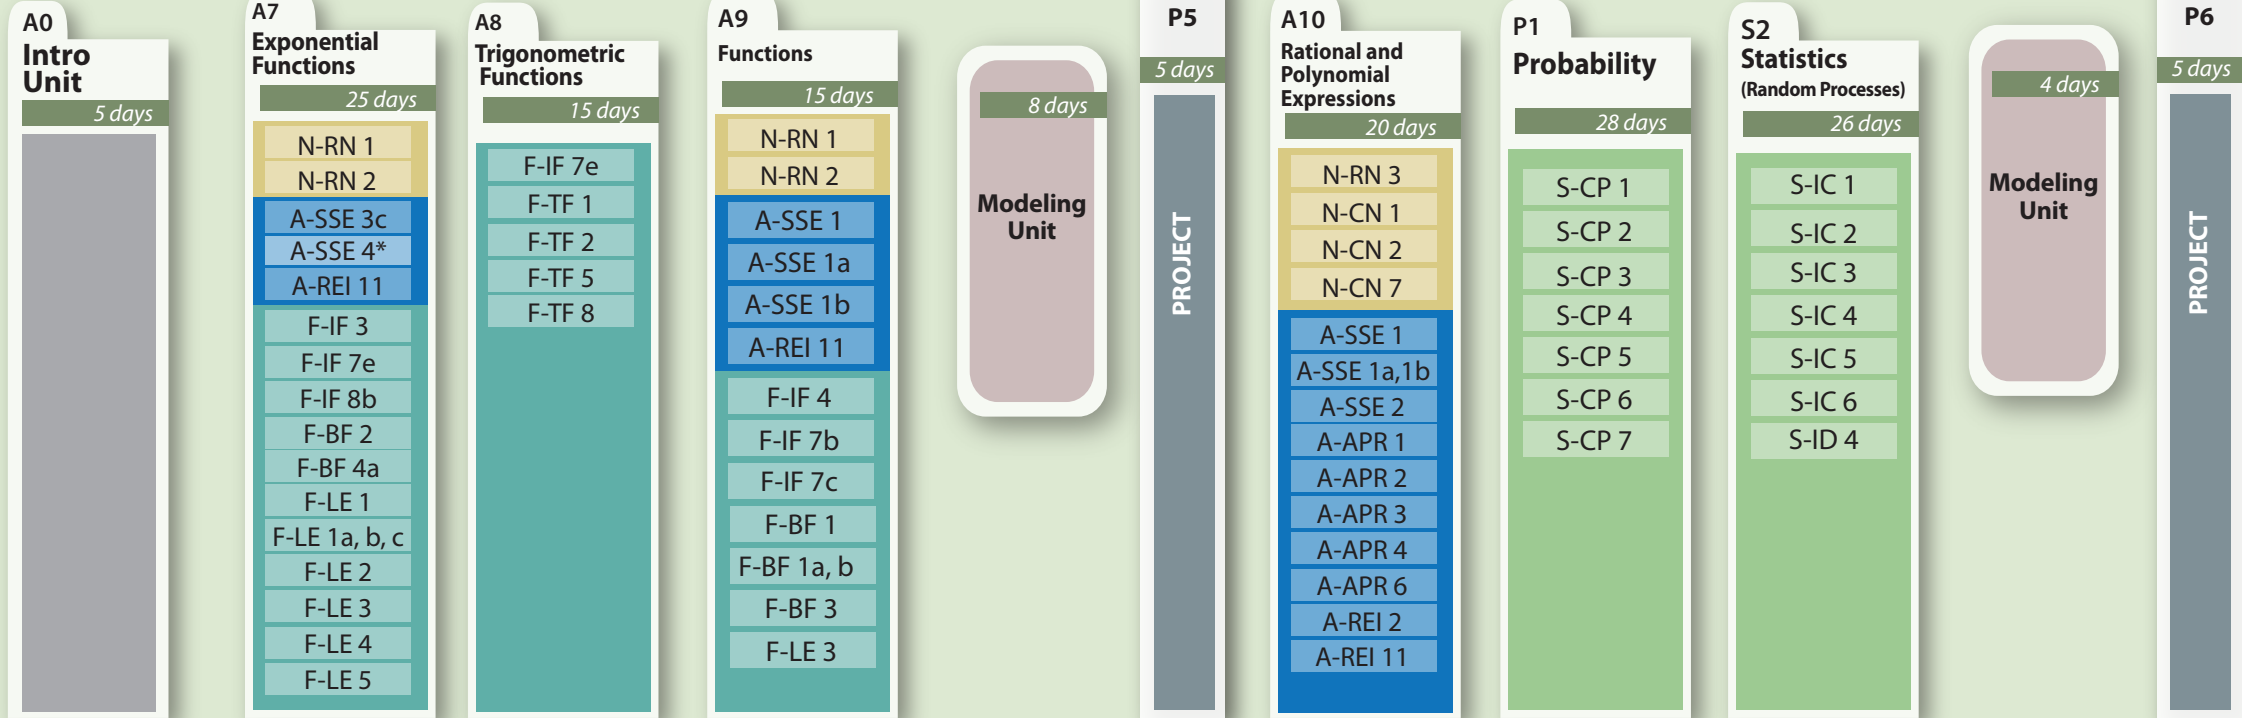 A0
Intro
Unit
5 days
A7
Exponential
Functions
25 days
N-RN 1
N-RN 2
A-SSE 3c
A-SSE 4*
A-REI 11
F-IF 3
F-IF 7e
F-IF 8b
F-BF 2
F-BF 4a
F-LE 1
F-LE 1a, b, c
F-LE 2
F-LE 3
F-LE 4
F-LE 5
A8
Trigonometric
Functions
15 days
F-IF 7e
F-TF 1
F-TF 2
F-TF 5
F-TF 8
A9
Functions
15 days
N-RN 1
N-RN 2
A-SSE 1
A-SSE 1a
A-SSE 1b
A-REI 11
F-IF 4
F-IF 7b
F-IF 7c
F-BF 1
F-BF 1a, b
F-BF 3
F-LE 3
8 days
Modeling
Unit
P5
5 days
PROJECT
A10
Rational and
Polynomial
Expressions
20 days
N-RN 3
N-CN 1
N-CN 2
N-CN 7
A-SSE 1
A-SSE 1a,1b
A-SSE 2
A-APR 1
A-APR 2
A-APR 3
A-APR 4
A-APR 6
A-REI 2
A-REI 11
P1
Probability
28 days
S-CP 1
S-CP 2
S-CP 3
S-CP 4
S-CP 5
S-CP 6
S-CP 7
S2
Statistics
(Random Processes)
26 days
S-IC 1
S-IC 2
S-IC 3
S-IC 4
S-IC 5
S-IC 6
S-ID 4
4 days
Modeling
Unit
P6
5 days
PROJECT